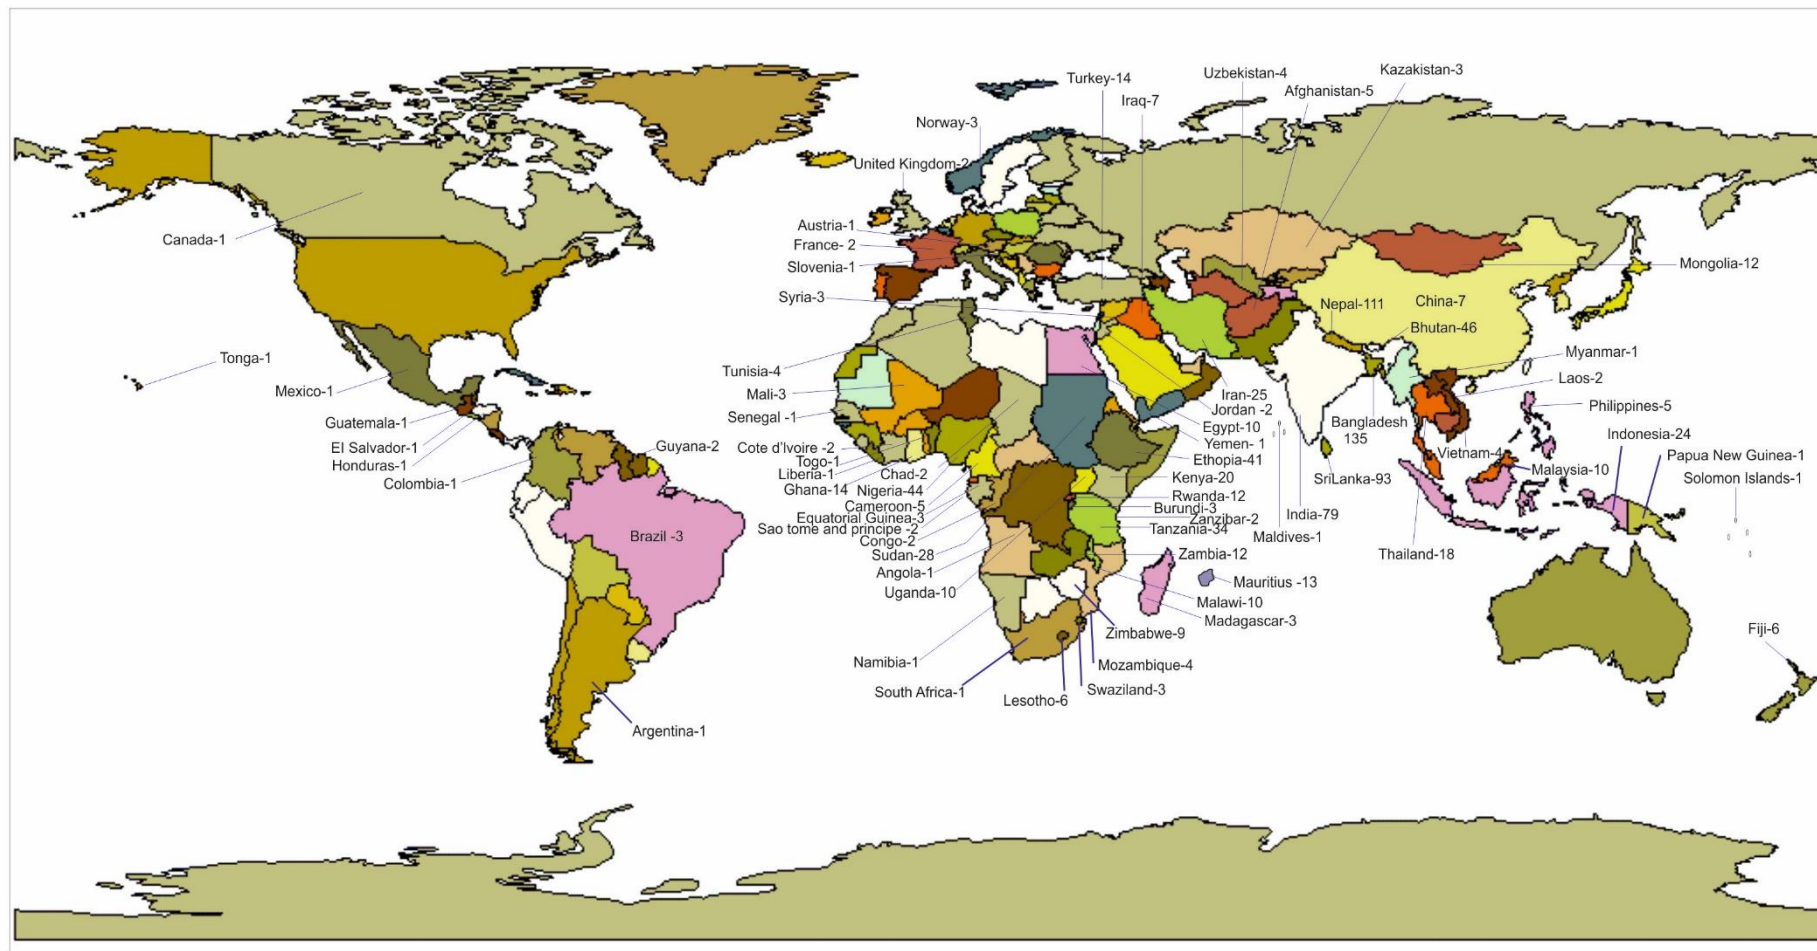 Kazakistan-3
Uzbekistan-4
Turkey-14
Afghanistan-5
Iraq-7
Norway-3
United Kingdom-2
Austria-1
Canada-1
France- 2
Mongolia-12
Slovenia-1
Syria-3
Nepal-111
China-7
Bhutan-46
Tonga-1
Myanmar-1
Tunisia-4
Mexico-1
Laos-2
Mali-3
Iran-25
Philippines-5
Jordan -2
Senegal -1
Guatemala-1
Bangladesh
135
Egypt-10
Indonesia-24
El Salvador-1
Guyana-2
Cote d'Ivoire -2
Yemen- 1
Honduras-1
Togo-1
Ethopia-41
Vietnam-4
Papua New Guinea-1
Liberia-1
Chad-2
Malaysia-10
Colombia-1
Kenya-20
SriLanka-93
Solomon Islands-1
Ghana-14
Nigeria-44
Rwanda-12
Cameroon-5
Burundi-3
India-79
Equatorial Guinea-3
Zanzibar-2
Sao tome and principe -2
Tanzania-34
Maldives-1
Brazil -3
Congo-2
Sudan-28
Zambia-12
Thailand-18
Angola-1
Mauritius -13
Uganda-10
Malawi-10
Madagascar-3
Zimbabwe-9
Fiji-6
Namibia-1
Mozambique-4
South Africa-1
Swaziland-3
Lesotho-6
Argentina-1